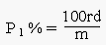 P₁% = 100rd/m